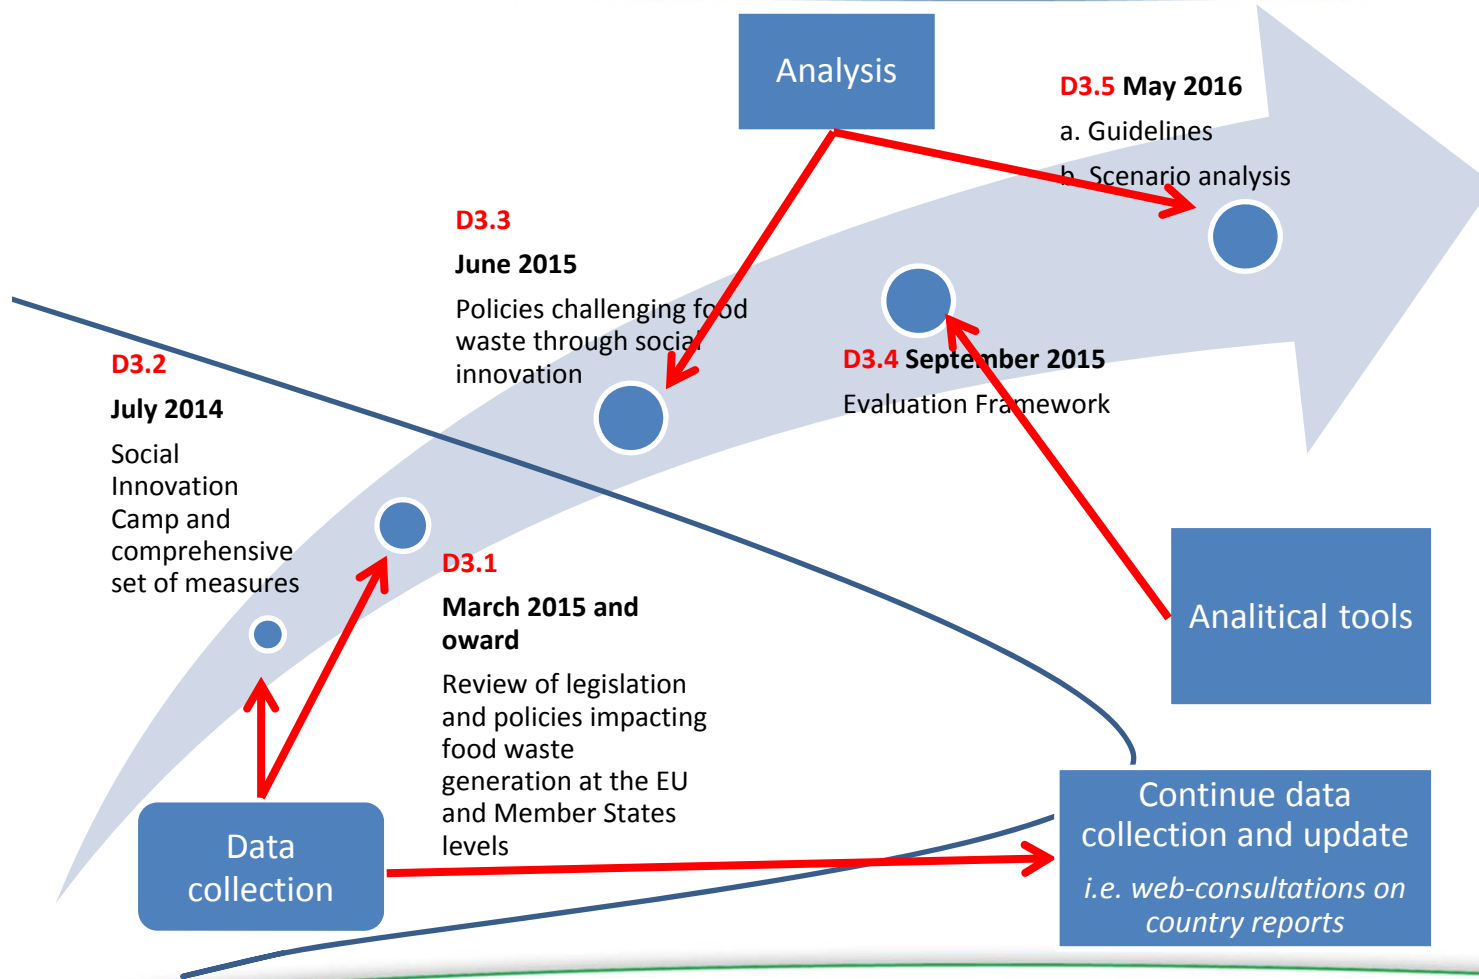 Analysis
D3.5 May 2016
a. Guidelines
b. Scenario analysis
D3.3
June 2015
Policies challenging food
waste through social
innovation
D3.2
July 2014
Social
Innovation
Camp and
comprehensive
set of measures
D3.4 September 2015
Evaluation Framework
D3.1
March 2015 and
oward
Review of legislation
and policies impacting
food waste
generation at the EU
and Member States
levels
Analitical tools
Data
collection
Continue data
collection and update
i.e. web-consultations on
country reports